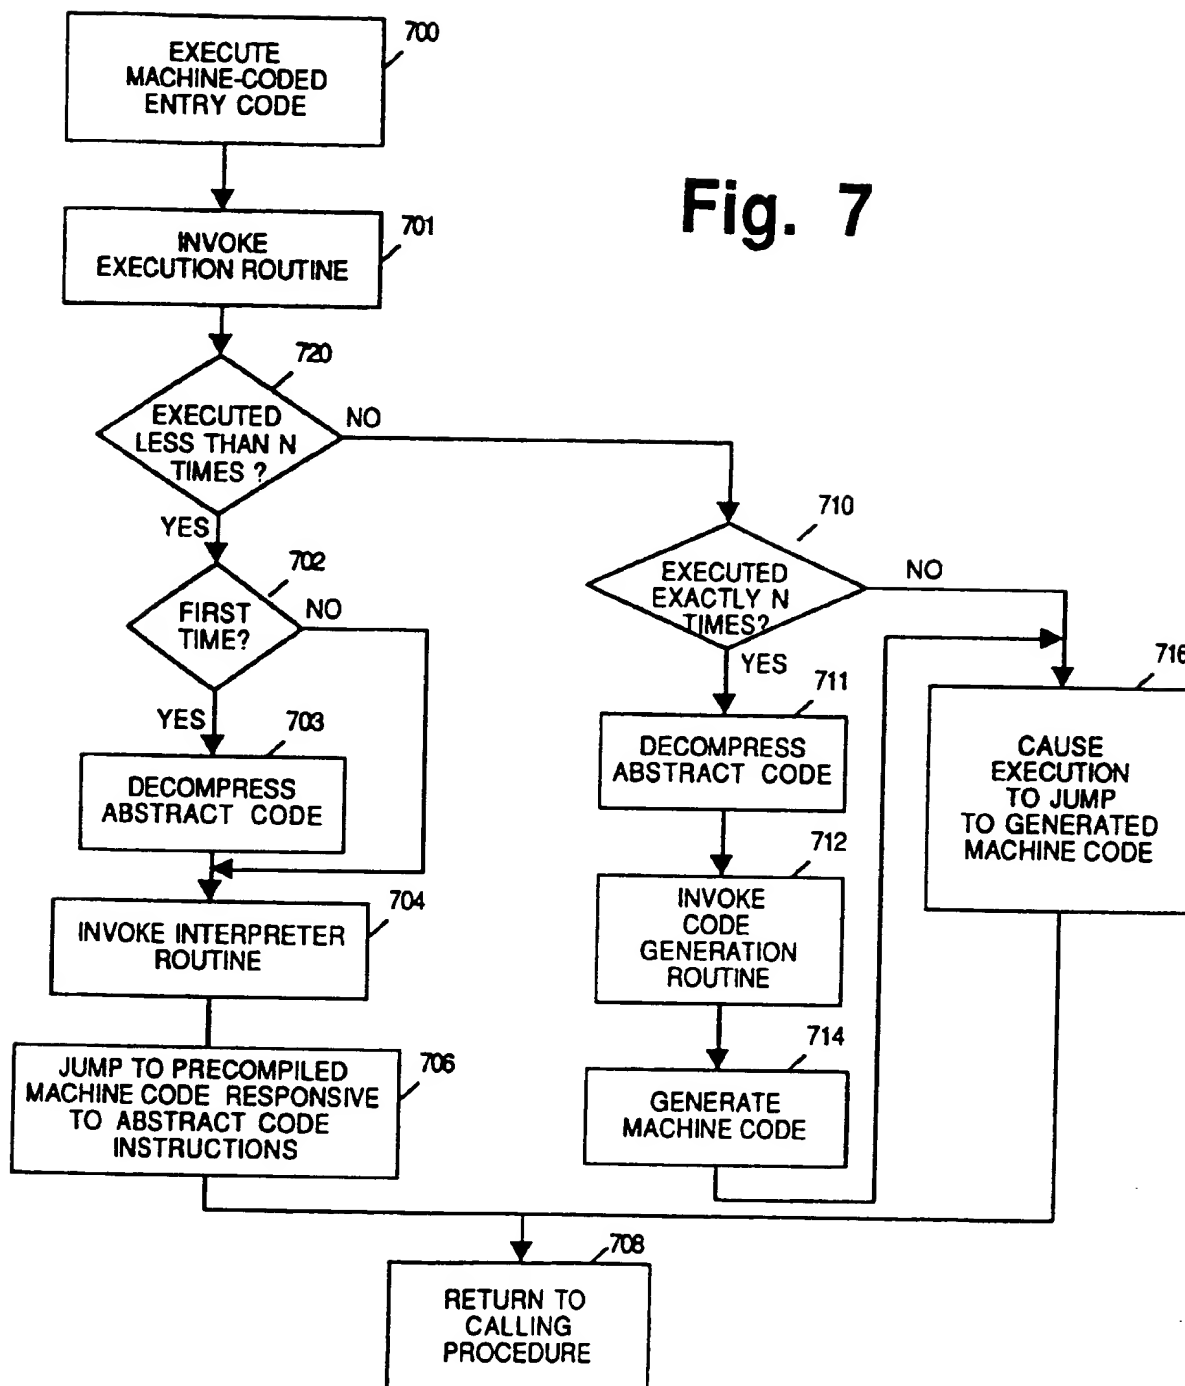 EXECUTE
MACHINE-CODED
ENTRY CODE
700
Fig. 7
INVOKE
EXECUTION ROUTINE
701
EXECUTED
LESS THAN N
TIMES ?
720
NO
YES
FIRST
TIME?
702
NO
YES
DECOMPRESS
ABSTRACT CODE
703
INVOKE INTERPRETER
ROUTINE
704
JUMP TO PRECOMPILED
MACHINE CODE RESPONSIVE
TO ABSTRACT CODE
INSTRUCTIONS
706
EXECUTED
EXACTLY N
TIMES?
710
NO
YES
DECOMPRESS
ABSTRACT CODE
711
INVOKE
CODE
GENERATION
ROUTINE
712
GENERATE
MACHINE CODE
714
CAUSE
EXECUTION
TO JUMP
TO GENERATED
MACHINE CODE
716
RETURN TO
CALLING
PROCEDURE
708